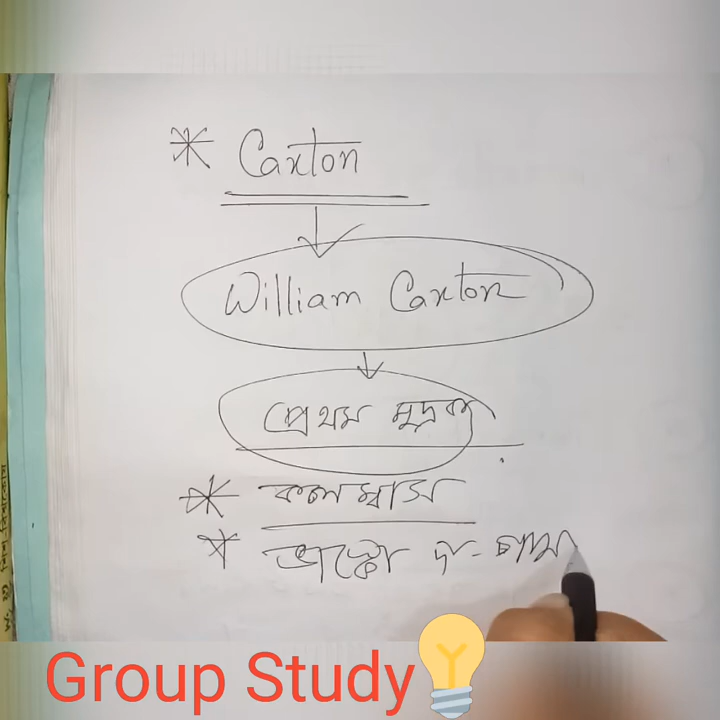 * Caxton
William Caxton
প্রথম মুদ্রক
* কলম্বাস
* ভাস্কো দা-গামা
Group Study